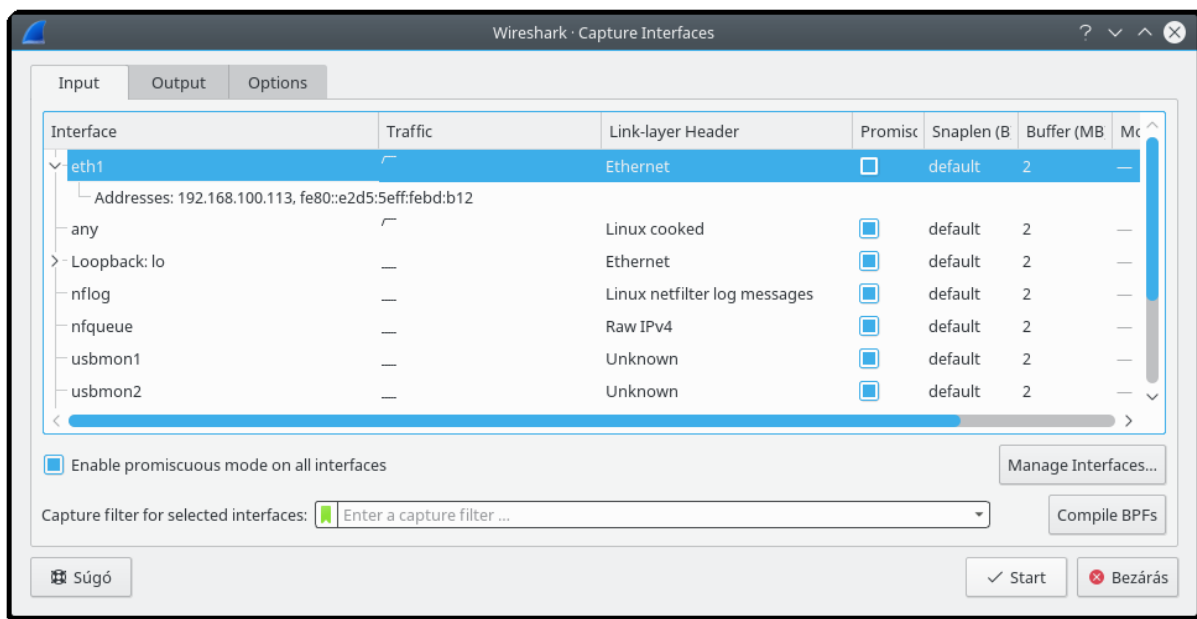 Wireshark · Capture Interfaces
Input Output Options
Interface Traffic Link-layer Header Promisc Snaplen (B Buffer (MB Mc
eth1 Ethernet default 2 —
Addresses: 192.168.100.113, fe80::e2d5:5eff:febd:b12
any Linux cooked default 2 —
Loopback: lo Ethernet default 2 —
nflog Linux netfilter log messages default 2 —
nfqueue Raw IPv4 default 2 —
usbmon1 Unknown default 2 —
usbmon2 Unknown default 2 —
Enable promiscuous mode on all interfaces Manage Interfaces...
Capture filter for selected interfaces: Enter a capture filter ... Compile BPFs
Súgó Start Bezárás